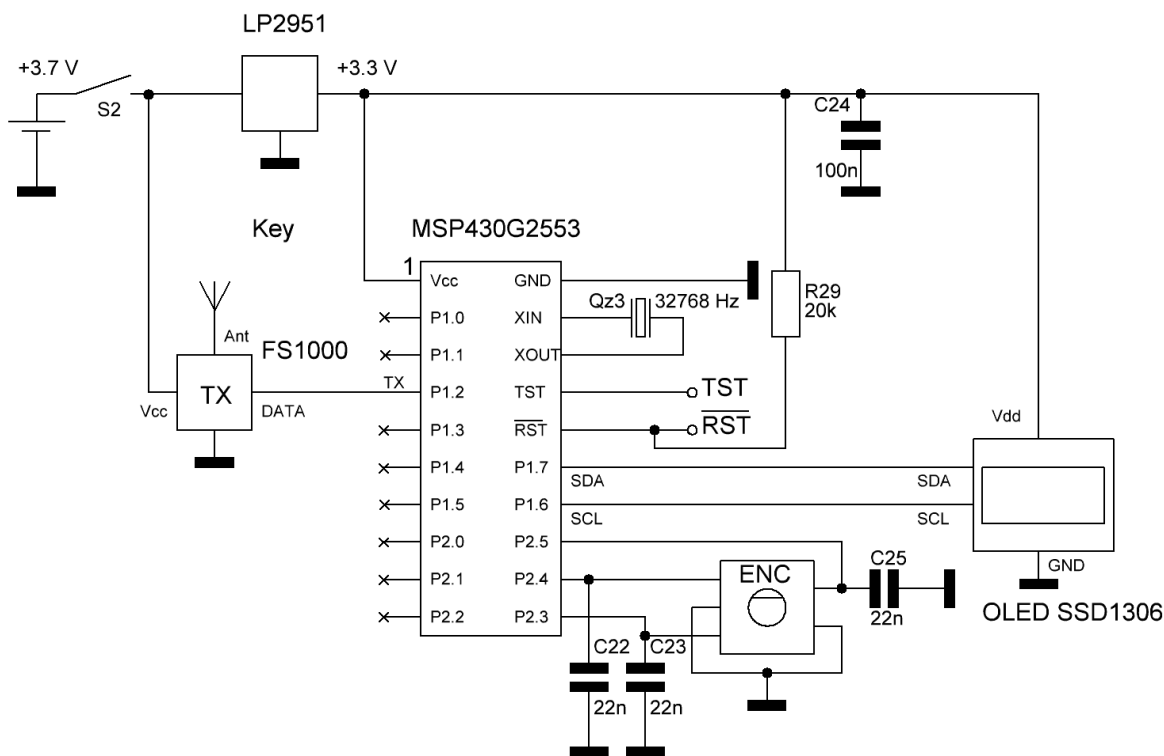 LP2951
+3.7 V
+3.3 V
S2
C24
100n
Key
MSP430G2553
1
Vcc
GND
P1.0
XIN
Qz3
32768 Hz
R29
20k
P1.1
XOUT
Ant
FS1000
TX
Vcc
DATA
TX
P1.2
TST
TST
P1.3
RST
RST
Vdd
P1.4
P1.7
SDA
SDA
P1.5
P1.6
SCL
SCL
P2.0
P2.5
P2.1
P2.4
ENC
C25
22n
GND
P2.2
P2.3
OLED SSD1306
C22
22n
C23
22n